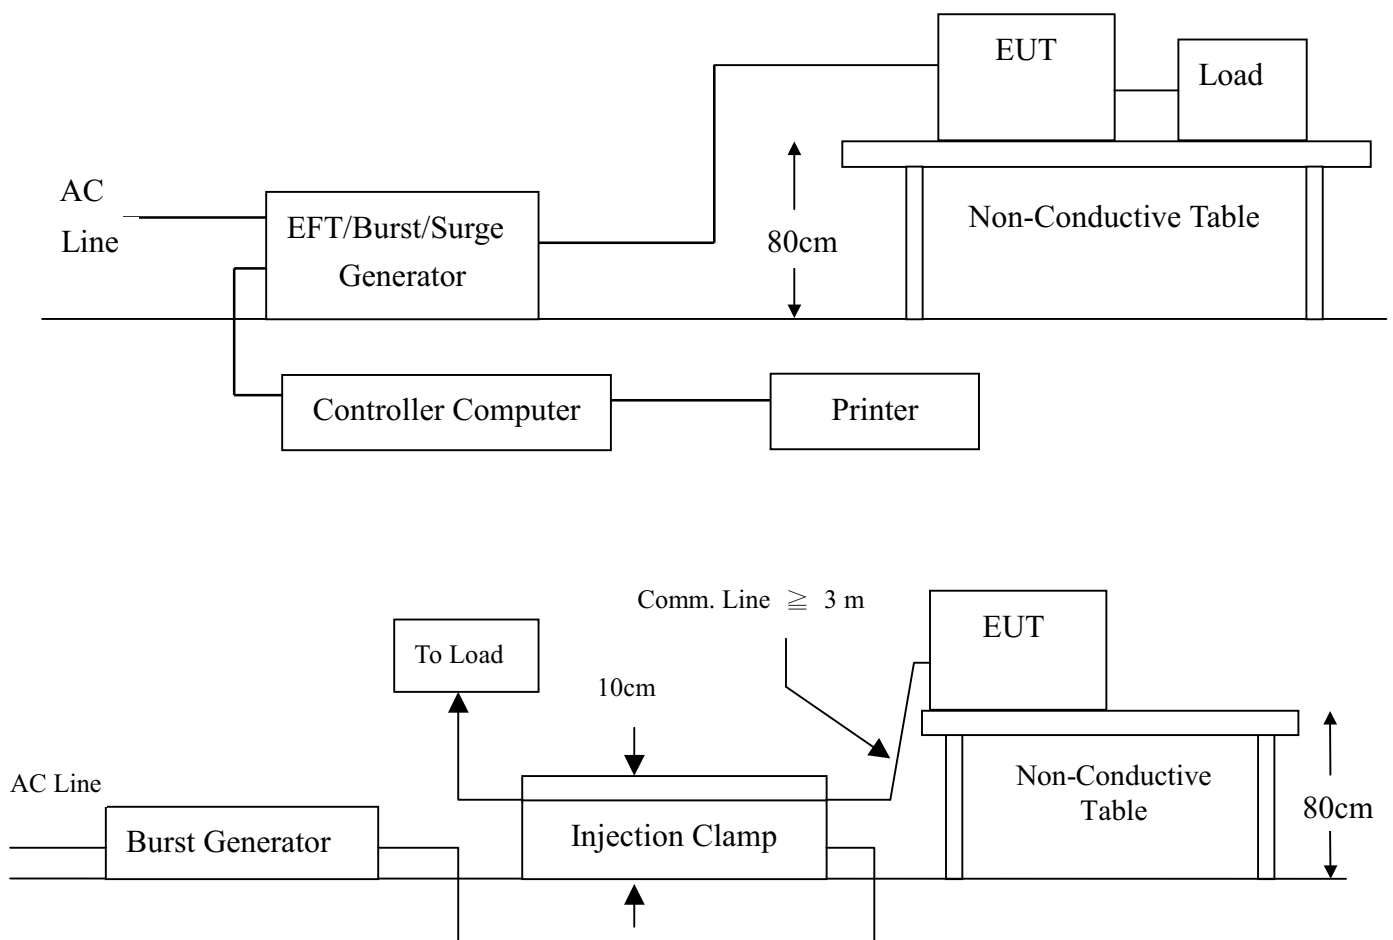 EUT
Load
AC
Line
EFT/Burst/Surge
Generator
80cm
Non-Conductive Table
Controller Computer
Printer
Comm. Line ≧ 3 m
EUT
To Load
10cm
AC Line
Burst Generator
Injection Clamp
Non-Conductive
Table
80cm